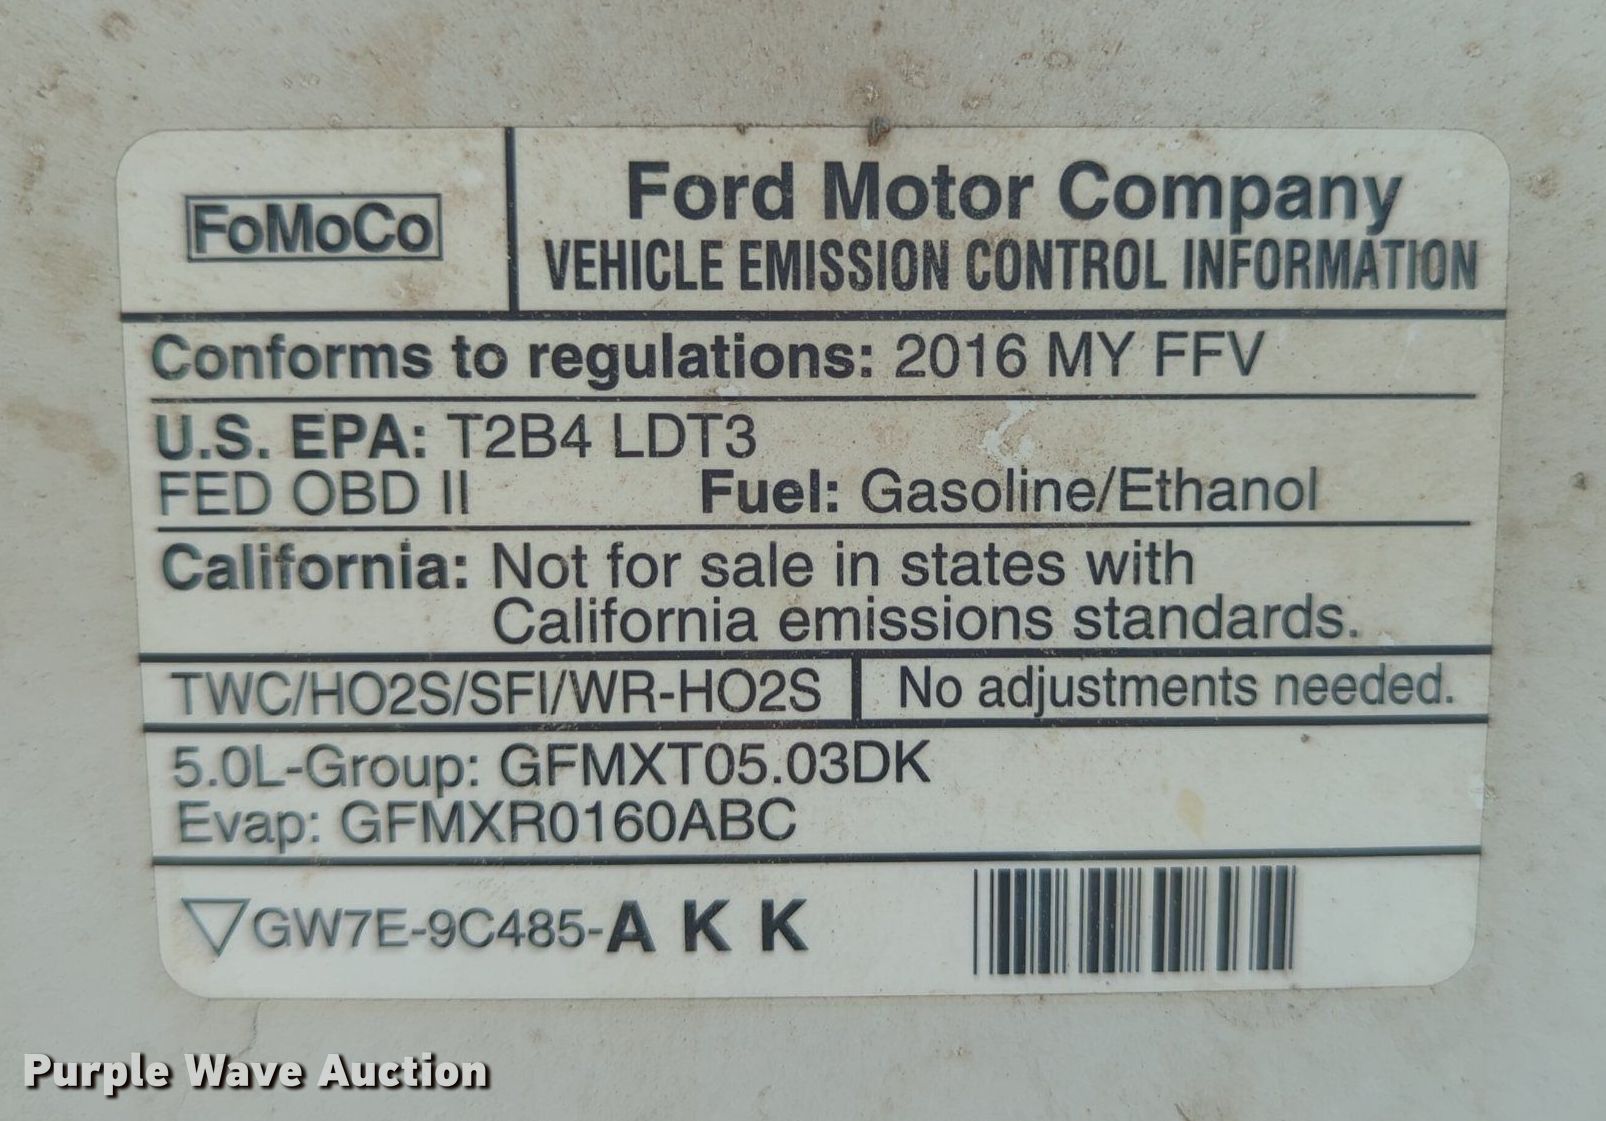 FoMoCo
Ford Motor Company
VEHICLE EMISSION CONTROL INFORMATION
Conforms to regulations: 2016 MY FFV
U.S. EPA: T2B4 LDT3
FED OBD II Fuel: Gasoline/Ethanol
California: Not for sale in states with
California emissions standards.
TWC/HO2S/SFI/WR-HO2S No adjustments needed.
5.0L-Group: GFMXT05.03DK
Evap: GFMXR0160ABC
GW7E-9C485-A K K
Purple Wave Auction